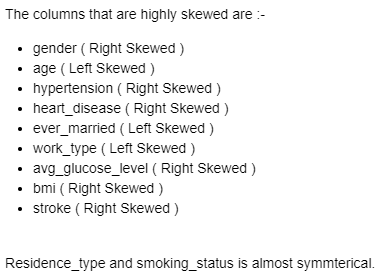 The columns that are highly skewed are :-
• gender ( Right Skewed )
• age ( Left Skewed )
• hypertension ( Right Skewed )
• heart_disease ( Right Skewed )
• ever_married ( Left Skewed )
• work_type ( Left Skewed )
• avg_glucose_level ( Right Skewed )
• bmi ( Right Skewed )
• stroke ( Right Skewed )
Residence_type and smoking_status is almost symmterical.